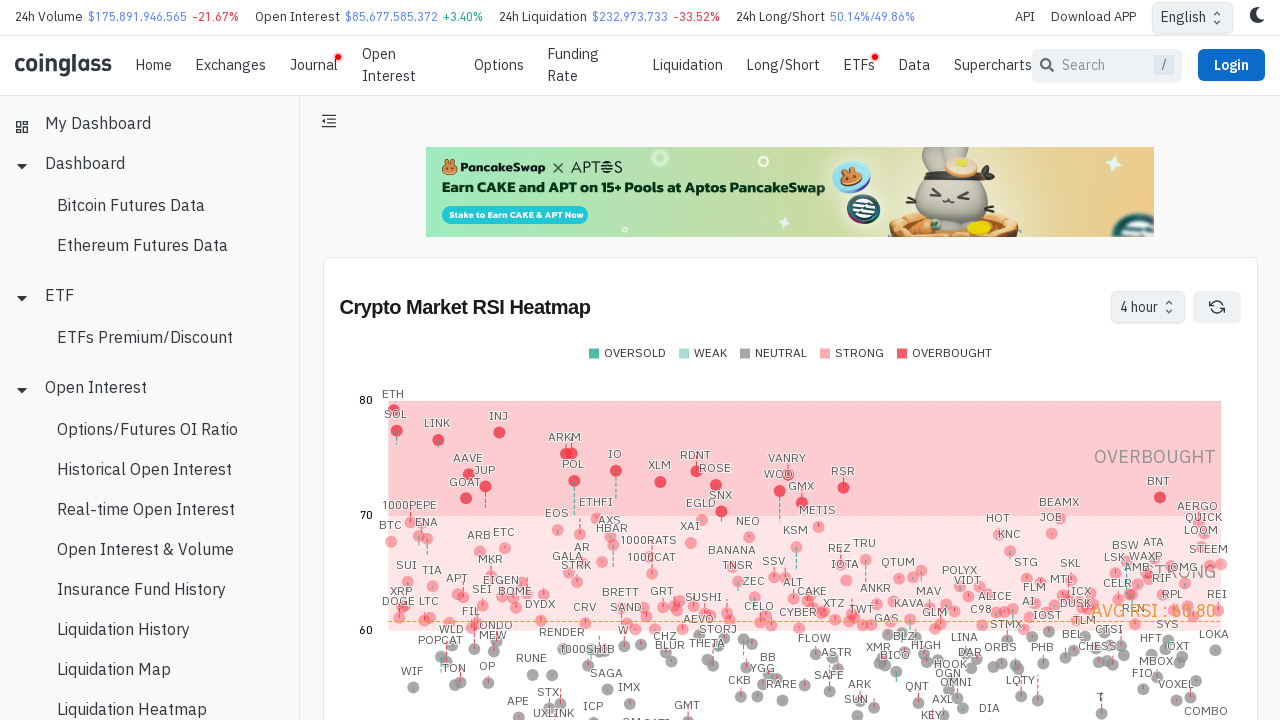 24h Volume $175,891,946,565 -21.67% Open Interest $85,677,585,372 +3.40% 24h Liquidation $232,973,733 -33.52% 24h Long/Short 50.14%/49.86% API Download APP English
coinglass Home Exchanges Journal Open Interest Options Funding Rate Liquidation Long/Short ETFs Data Supercharts Search / Login
My Dashboard
Dashboard
Bitcoin Futures Data
Ethereum Futures Data
ETF
ETFs Premium/Discount
Open Interest
Options/Futures OI Ratio
Historical Open Interest
Real-time Open Interest
Open Interest & Volume
Insurance Fund History
Liquidation History
Liquidation Map
Liquidation Heatmap
PancakeSwap × APTOS
Earn CAKE and APT on 15+ Pools at Aptos PancakeSwap
Stake to Earn CAKE & APT Now
Crypto Market RSI Heatmap
4 hour
OVERSOLD WEAK NEUTRAL STRONG OVERBOUGHT
80
ETH
SOL
LINK
INJ
ARKM
AAVE
JUP
POL
IO
XLM
RDNT
ROSE
VANRY
WOO
RSR
GMX
OVERBOUGHT
BNT
GOAT
SNX
1000PEPE
ETHFI
EGLD
METIS
BEAMX
AERGO
70
BTC
ENA
EOS
AXS
HBAR
XAI
NEO
KSM
HOT
JOE
QUICK
LOOM
ARB
ETC
1000RATS
TRU
KNC
AR
BANANA
REZ
BSW
ATA
STEEM
SUI
TIA
MKR
GALA
STRK
1000CAT
TNSR
SSV
IOTA
QTUM
POLYX
STG
SKL
LSK
WAXP
AMB
OMG
STRONG
APT
EIGEN
ZEC
ALT
VIDT
MTL
RIF
XRP
SEI
BOME
BRETT
GRT
SUSHI
CAKE
ANKR
MAV
ALICE
FLM
ICX
CELR
RPL
REI
DOGE
LTC
FIL
DYDX
CRV
SAND
CELO
CYBER
XTZ
TWT
KAVA
GLM
C98
AI
DUSK
REN
AVG RSI : 60.80
60
WLD
ONDO
MEW
RENDER
W
CHZ
AEVO
STORJ
FLOW
GAS
BLZ
LINA
STMX
IOST
TLM
BEL
CTSI
SYS
HFT
LOKA
POPCAT
1000SHIB
BLUR
THETA
ASTR
XMR
HIGH
DAR
ORBS
PHB
CHESS
OXT
WIF
TON
OP
RUNE
SAGA
BB
YGG
SAFE
BICO
HOOK
OGN
MBOX
FIO
CKB
RARE
ARK
QNT
OMNI
LQTY
VOXEL
STX
IMX
APE
UXLINK
ICP
GMT
SUN
AXL
KEY
DIA
T
COMBO